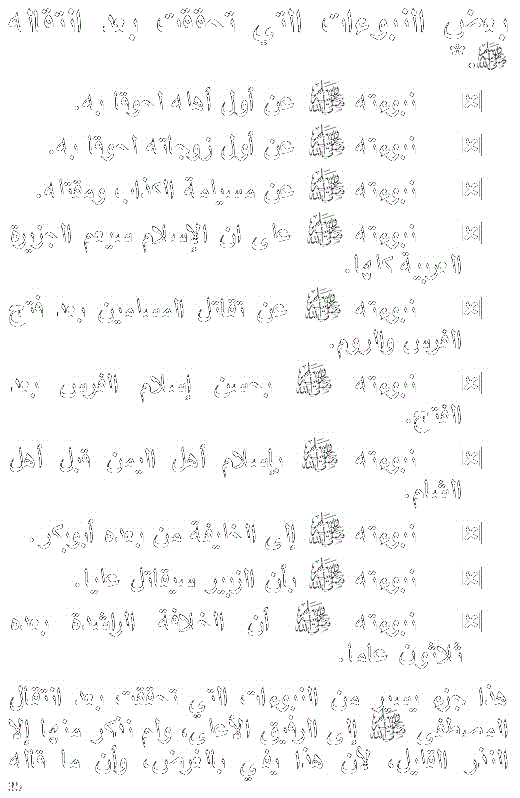 بعض النبوءات التي تحققت بعد انتقاله
ﷺ.*
نبوءته ﷺ عن أول أهله لحوقا به.
نبوءته ﷺ عن أول زوجاته لحوقا به.
نبوءته ﷺ عن مسيلمة الكذاب ومقتله.
نبوءته ﷺ على ان الإسلام سيعم الجزيرة
العربية كلها.
نبوءته ﷺ عن تقاتل المسلمين بعد فتح
الفرس والروم.
نبوءته ﷺ بحسن إسلام الفرس بعد
الفتح.
نبوءته ﷺ بإسلام أهل اليمن قبل أهل
الشام.
نبوءته ﷺ إلى الخليفة من بعده أبوبكر.
نبوءته ﷺ بأن الزبير سيقاتل عليا.
نبوءته ﷺ أن الخلافة الراشدة بعده
ثلاثون عاما.
هذا جزء يسير من النبوءات التي تحققت بعد انتقال
المصطفى ﷺ إلى الرفيق الأعلى، ولم نذكر منها إلا
النذر القليل، لأن هذا يفي بالغرض، وأن ما قاله